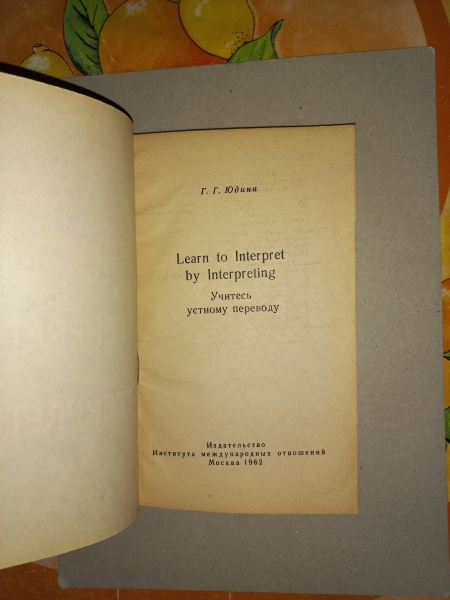 Г. Г. Юдина
Learn to Interpret
by Interpreting
Учитесь
устному переводу
Издательство
Института международных отношений
Москва 1962